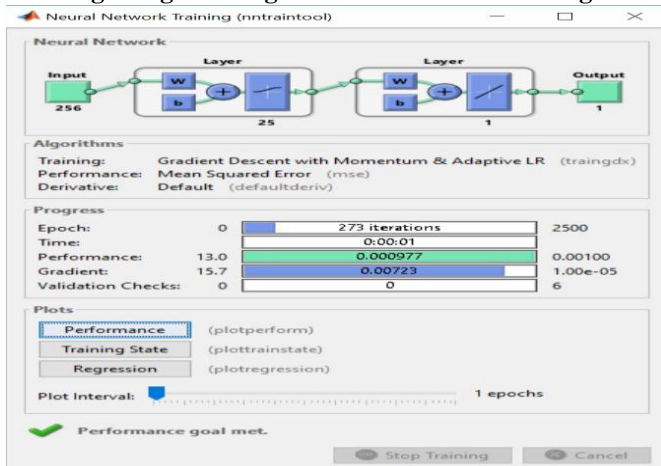 Neural Network Training (nntraintool)
Neural Network
Layer Layer
Input Output
W W
b b
256 25 1 1
Algorithms
Training: Gradient Descent with Momentum & Adaptive LR (traingdx)
Performance: Mean Squared Error (mse)
Derivative: Default (defaultderiv)
Progress
Epoch: 0 273 iterations 2500
Time: 0:00:01
Performance: 13.0 0.000977 0.00100
Gradient: 15.7 0.00723 1.00e-05
Validation Checks: 0 0 6
Plots
Performance (plotperform)
Training State (plottrainstate)
Regression (plotregression)
Plot Interval: 1 epochs
Performance goal met.
Stop Training Cancel